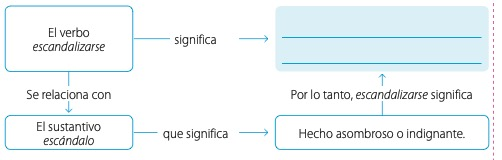 El verbo
escandalizarse
significa
Se relaciona con
Por lo tanto, escandalizarse significa
El sustantivo
escándalo
que significa
Hecho asombroso o indignante.